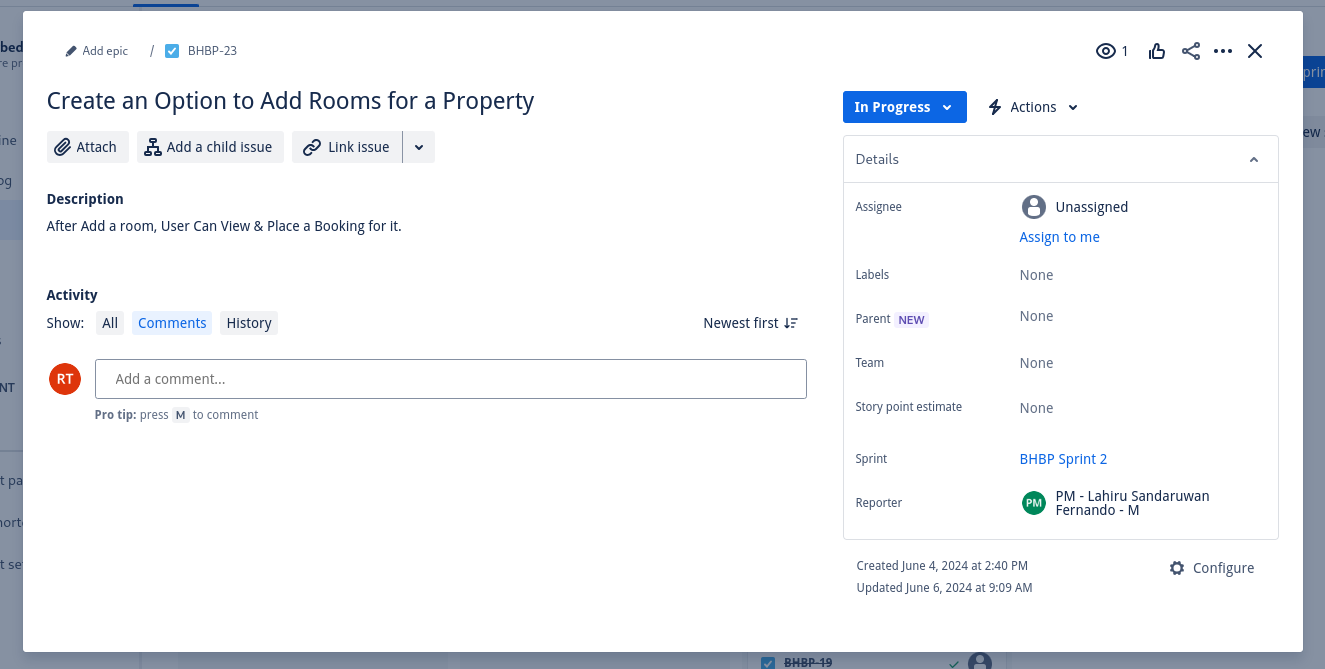 Add epic / BHBP-23
1
Create an Option to Add Rooms for a Property
In Progress
Actions
Attach
Add a child issue
Link issue
Details
Description
After Add a room, User Can View & Place a Booking for it.
Assignee
Unassigned
Assign to me
Labels
None
Parent NEW
None
Team
None
Story point estimate
None
Sprint
BHBP Sprint 2
Reporter
PM
PM - Lahiru Sandaruwan
Fernando - M
Activity
Show: All Comments History
Newest first
RT
Add a comment...
Pro tip: press M to comment
Created June 4, 2024 at 2:40 PM
Updated June 6, 2024 at 9:09 AM
Configure
BHBP-19